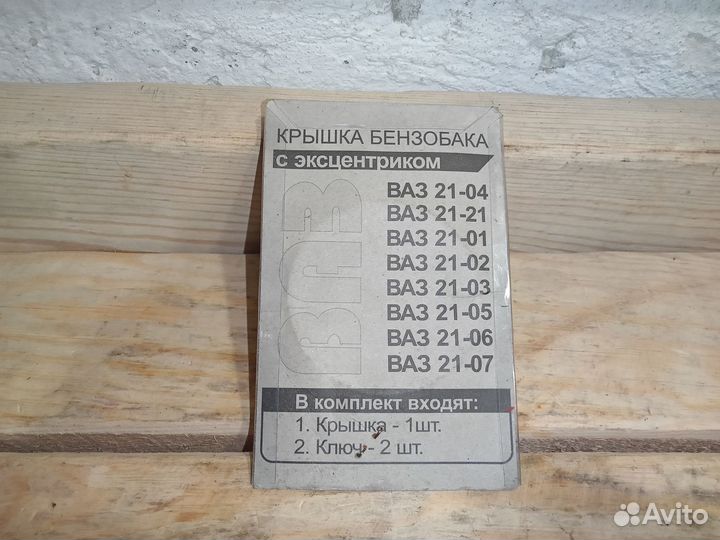 КРЫШКА БЕНЗОБАКА
с эксцентриком
ВАЗ
ВАЗ 21-04
ВАЗ 21-21
ВАЗ 21-01
ВАЗ 21-02
ВАЗ 21-03
ВАЗ 21-05
ВАЗ 21-06
ВАЗ 21-07
В комплект входят:
1. Крышка - 1шт.
2. Ключ - 2 шт.
Avito